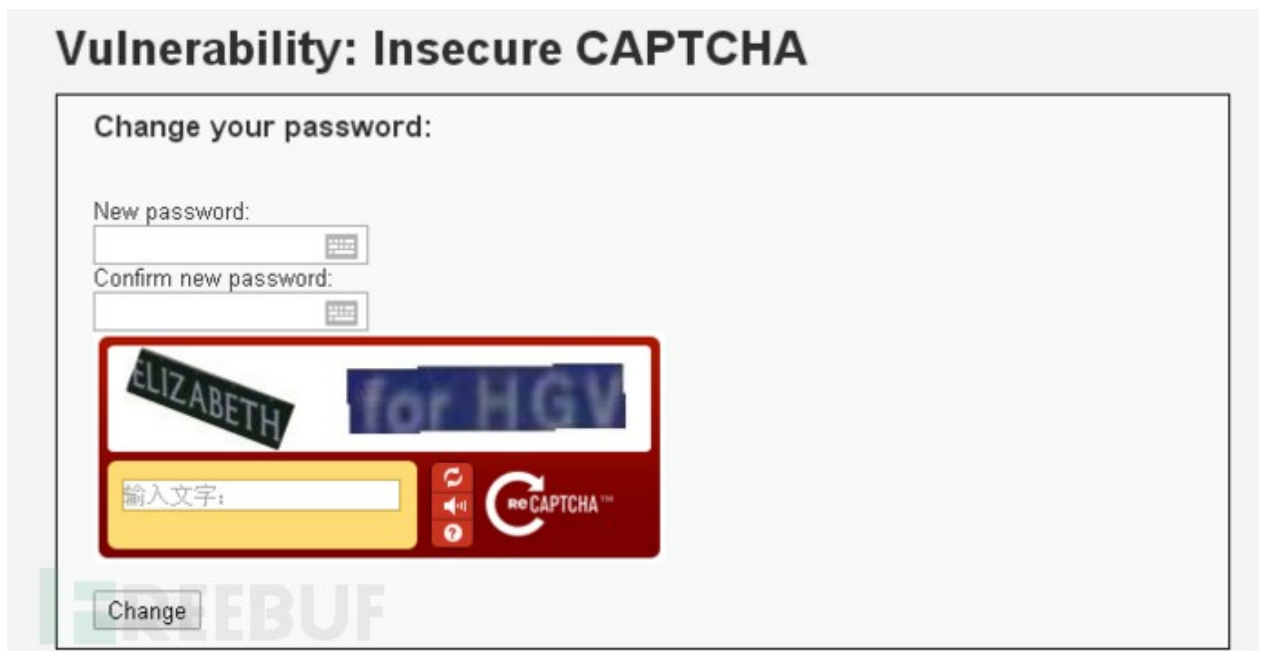 Vulnerability: Insecure CAPTCHA
Change your password:
New password:
Confirm new password:
ELIZABETH for HGV
输入文字：
ReCAPTCHA™
Change
REEBUF